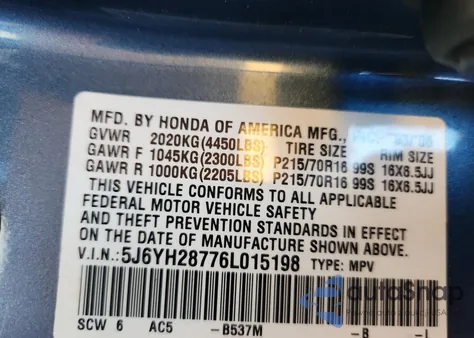 MFD. BY HONDA OF AMERICA MFG.,
GVWR 2020KG(4450LBS) TIRE SIZE RIM SIZE
GAWR F 1045KG(2300LBS) P215/70R16 99S 16X6.5JJ
GAWR R 1000KG(2205LBS) P215/70R16 99S 16X6.5JJ
THIS VEHICLE CONFORMS TO ALL APPLICABLE
FEDERAL MOTOR VEHICLE SAFETY
AND THEFT PREVENTION STANDARDS IN EFFECT
ON THE DATE OF MANUFACTURE SHOWN ABOVE.
V.I.N.: 5J6YH28776L015198 TYPE: MPV
SCW 6 AC5 -B537M -B -L
autoSnap